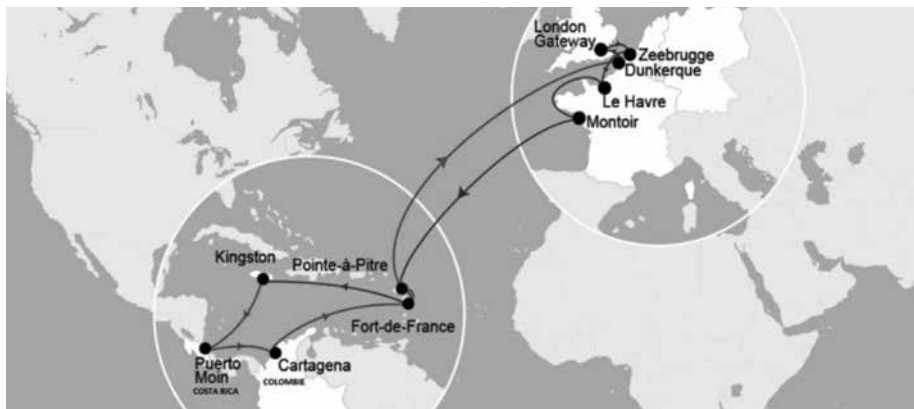 London
Gateway
Zeebrugge
Dunkerque
Le Havre
Montoir
Kingston
Pointe-à-Pitre
Fort-de-France
Puerto
Moin
COSTA RICA
Cartagena
COLOMBIE